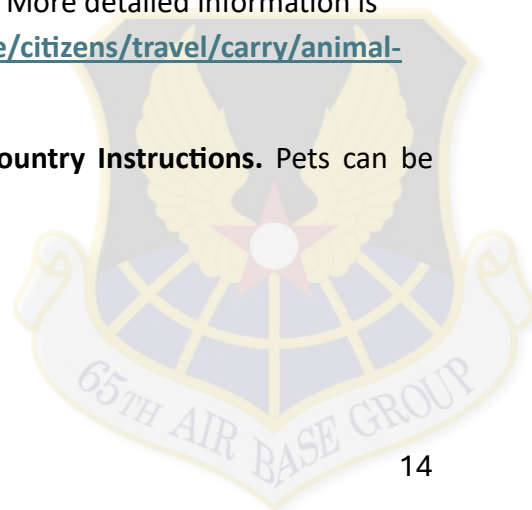 More detailed information is
e/citizens/travel/carry/animal-
ountry Instructions. Pets can be
65TH AIR BASE GROUP
14